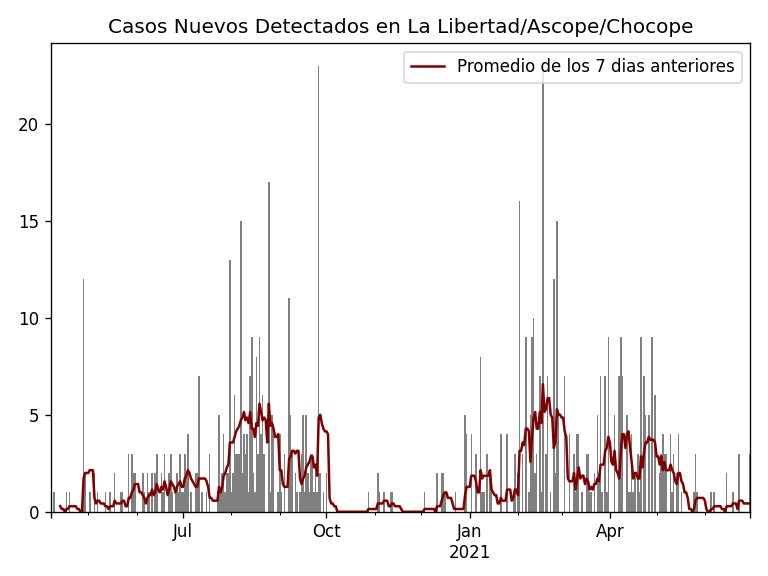 Casos Nuevos Detectados en La Libertad/Ascope/Chocope
Promedio de los 7 dias anteriores
20
15
10
5
0
Jul
Oct
Jan
Apr
2021